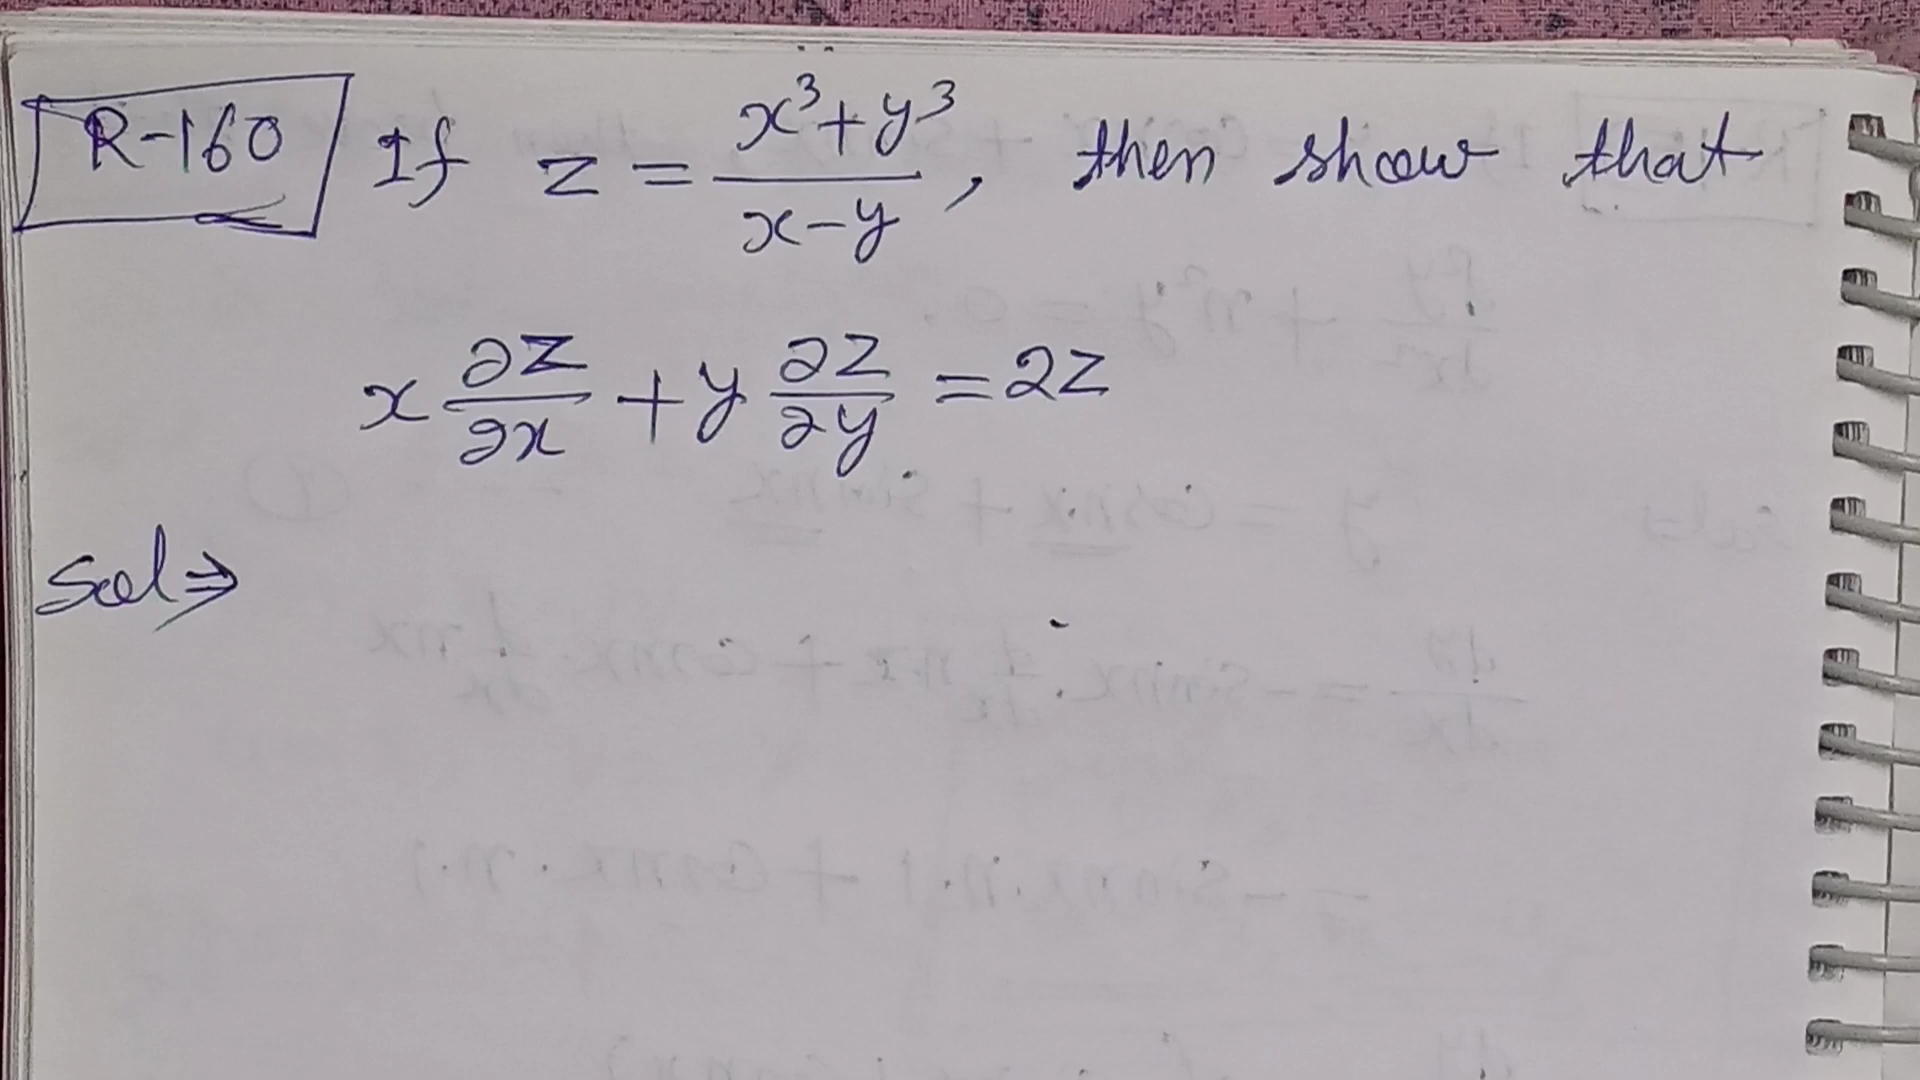 R-160 If z = x³+y³/x-y, then show that
x ∂z/∂x + y ∂z/∂y = 2z
Sol⇒